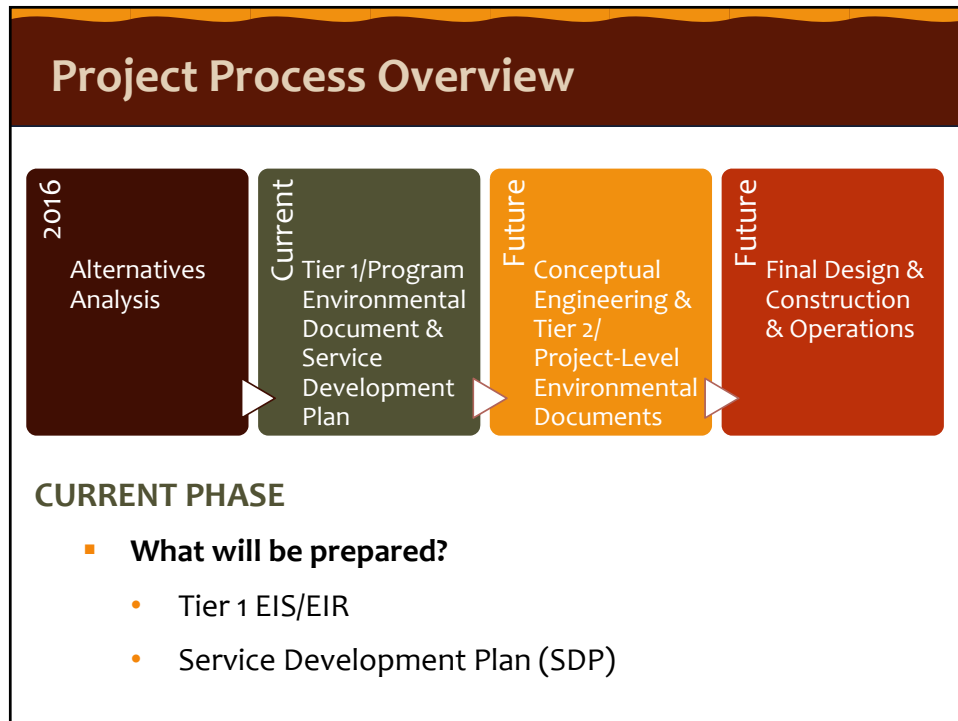 Project Process Overview
2016
Alternatives
Analysis
Current
Tier 1/Program
Environmental
Document &
Service
Development
Plan
Future
Conceptual
Engineering &
Tier 2/
Project-Level
Environmental
Documents
Future
Final Design &
Construction
& Operations
CURRENT PHASE
▪ What will be prepared?
• Tier 1 EIS/EIR
• Service Development Plan (SDP)